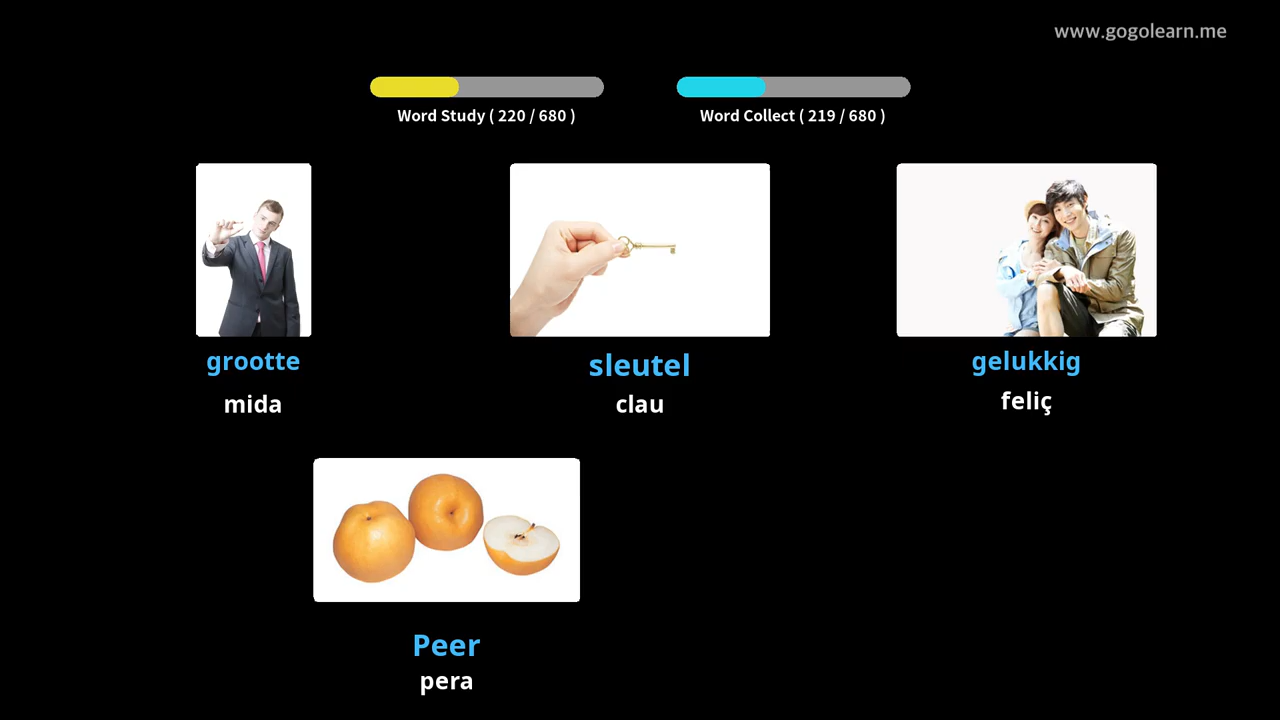 www.gogolearn.me
Word Study ( 220 / 680 )
Word Collect ( 219 / 680 )
grootte
mida
sleutel
clau
gelukkig
feliç
Peer
pera